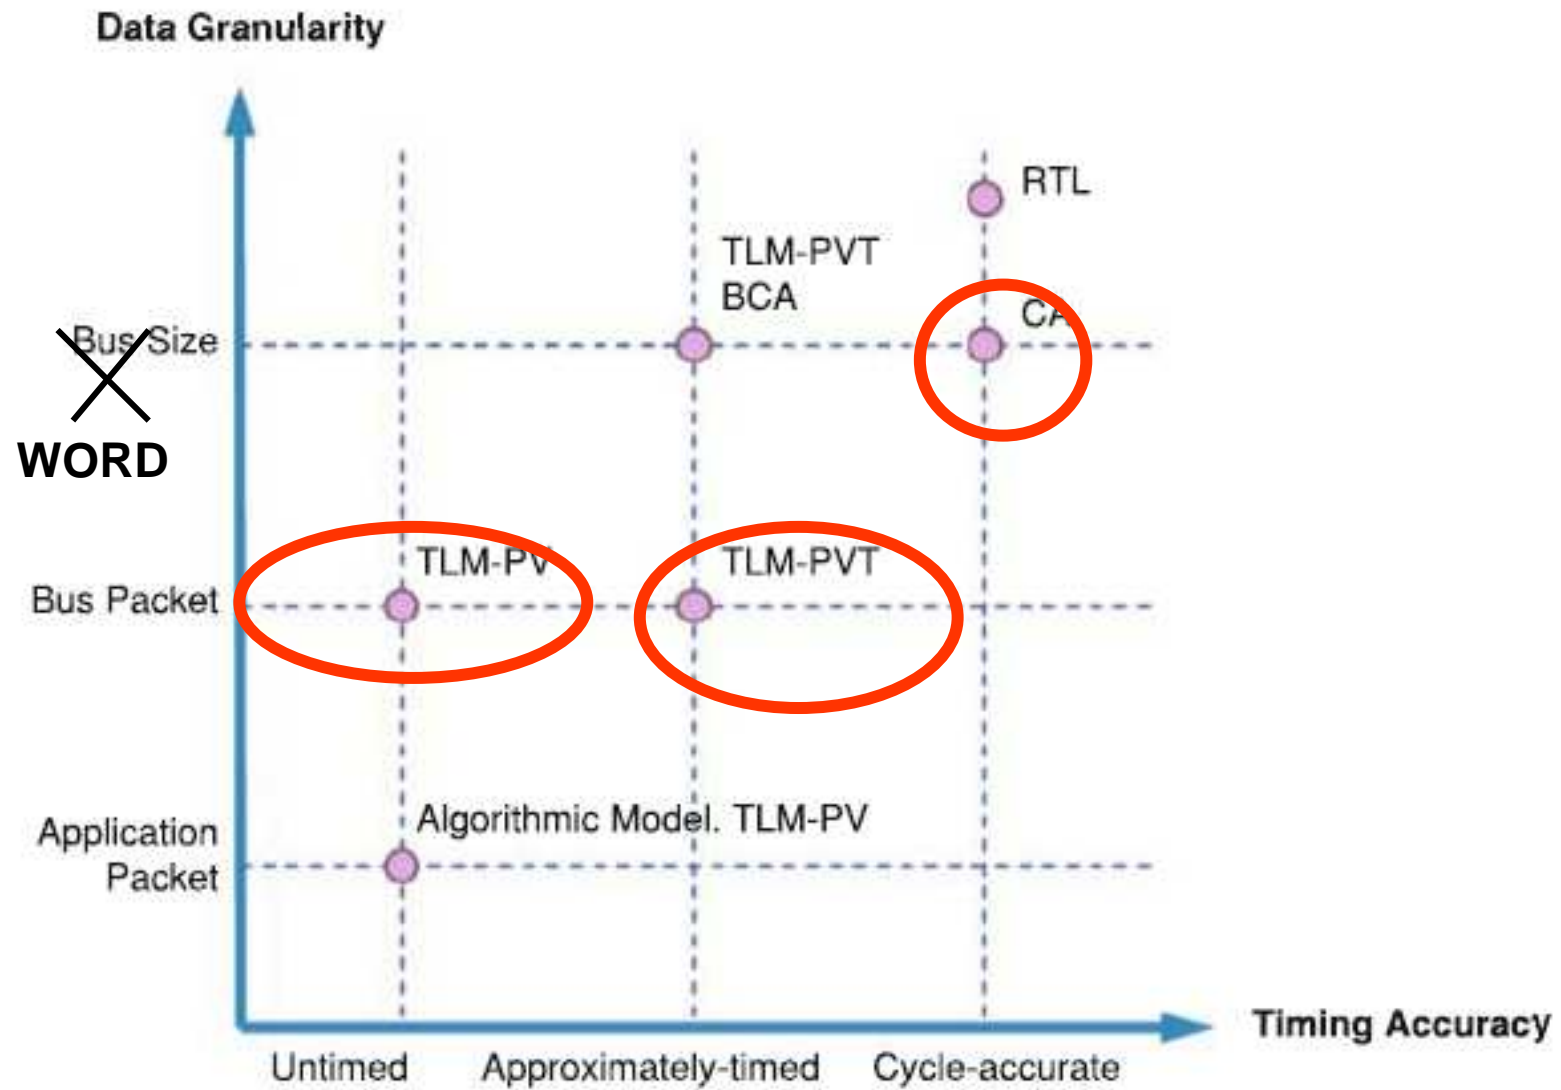 Data Granularity
RTL
TLM-PVT
BCA
CA
Bus Size
WORD
TLM-PV
TLM-PVT
Bus Packet
Algorithmic Model. TLM-PV
Application
Packet
Timing Accuracy
Untimed
Approximately-timed
Cycle-accurate